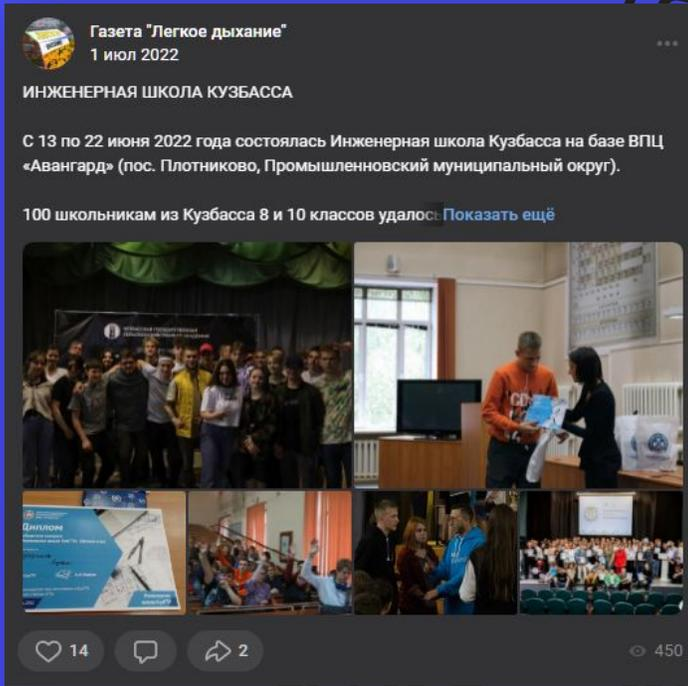 Газета "Легкое дыхание"
1 июл 2022
ИНЖЕНЕРНАЯ ШКОЛА КУЗБАССА
С 13 по 22 июня 2022 года состоялась Инженерная школа Кузбасса на базе ВПЦ
«Авангард» (пос. Плотниково, Промышленновский муниципальный округ).
100 школьникам из Кузбасса 8 и 10 классов удалось Показать ещё
КУЗБАССКАЯ ГОСУДАРСТВЕННАЯ
Диплом
14
2
450